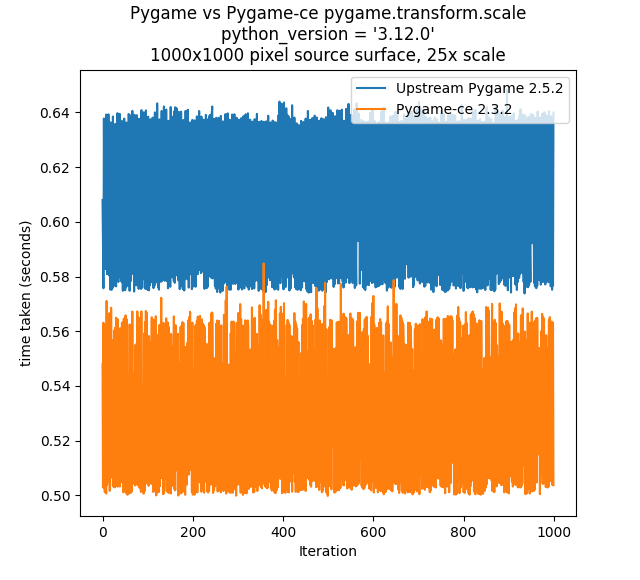 Pygame vs Pygame-ce pygame.transform.scale
python_version = '3.12.0'
1000x1000 pixel source surface, 25x scale
Upstream Pygame 2.5.2
Pygame-ce 2.3.2
0.64
0.62
0.60
0.58
0.56
0.54
0.52
0.50
time taken (seconds)
0 200 400 600 800 1000
Iteration